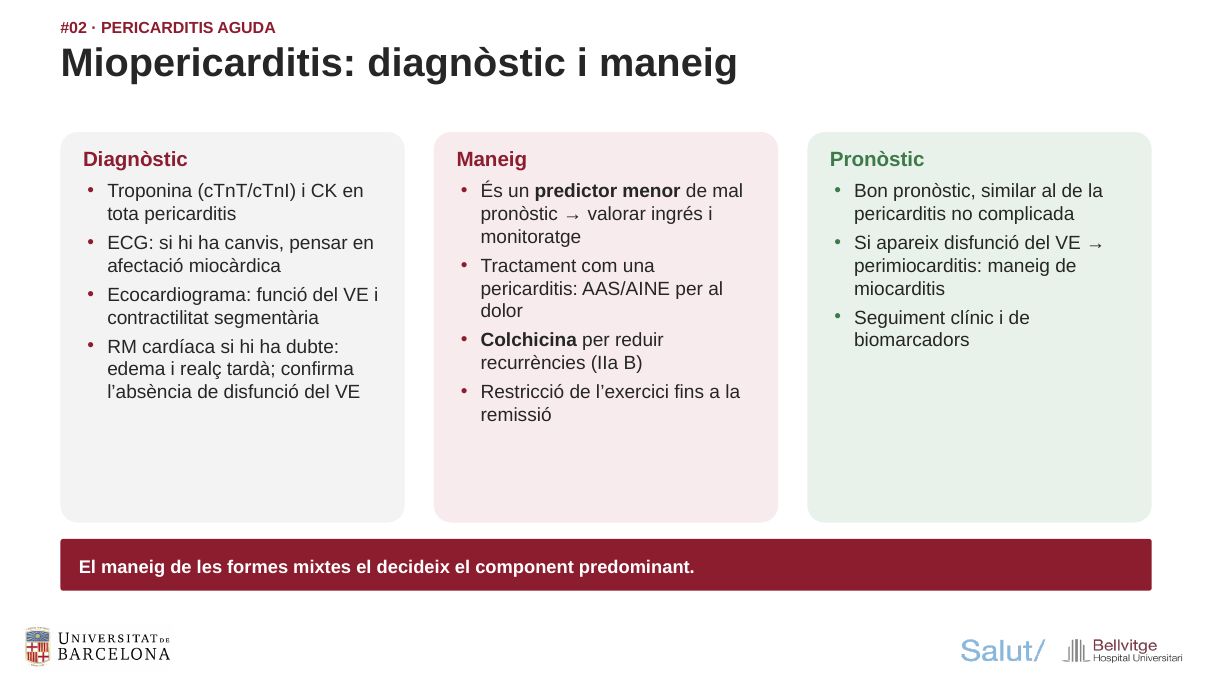 #02 · PERICARDITIS AGUDA
Miopericarditis: diagnòstic i maneig
Diagnòstic
• Troponina (cTnT/cTnI) i CK en
tota pericarditis
• ECG: si hi ha canvis, pensar en
afectació miocàrdica
• Ecocardiograma: funció del VE i
contractilitat segmentària
• RM cardíaca si hi ha dubte:
edema i realç tardà; confirma
l’absència de disfunció del VE
Maneig
• És un predictor menor de mal
pronòstic → valorar ingrés i
monitoratge
• Tractament com una
pericarditis: AAS/AINE per al
dolor
• Colchicina per reduir
recurrències (IIa B)
• Restricció de l’exercici fins a la
remissió
Pronòstic
• Bon pronòstic, similar al de la
pericarditis no complicada
• Si apareix disfunció del VE →
perimiocarditis: maneig de
miocarditis
• Seguiment clínic i de
biomarcadors
El maneig de les formes mixtes el decideix el component predominant.
UNIVERSITAT DE
BARCELONA
Salut/
Bellvitge
Hospital Universitari